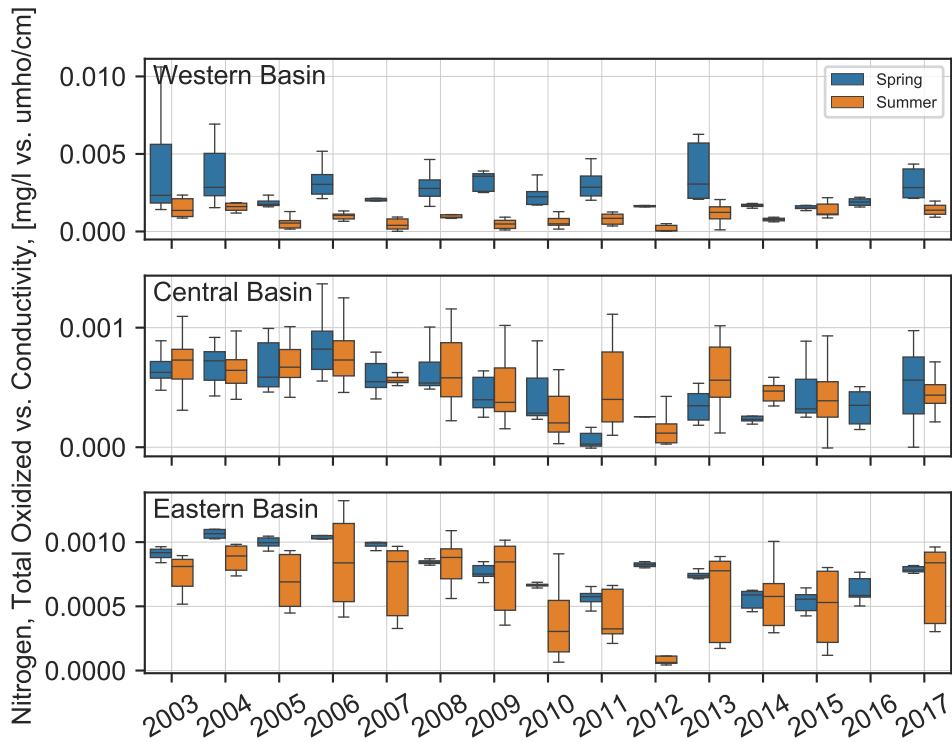 Nitrogen, Total Oxidized vs. Conductivity, [mg/l vs. umho/cm]
Western Basin
Spring
Summer
0.010
0.005
0.000
Central Basin
0.001
0.000
Eastern Basin
0.0010
0.0005
0.0000
2003 2004 2005 2006 2007 2008 2009 2010 2011 2012 2013 2014 2015 2016 2017